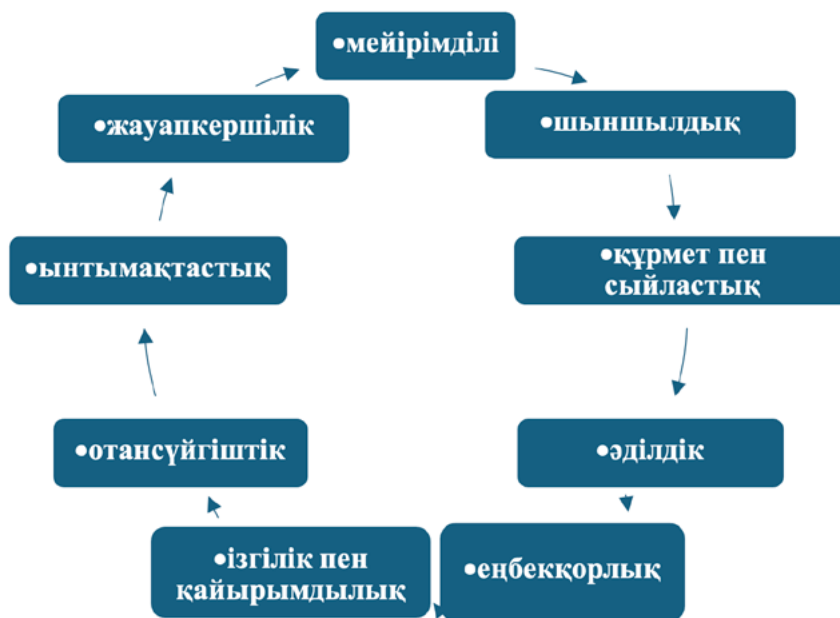 •мейірімділі
•шыншылдық
•құрмет пен
сыйластық
•әділдік
•еңбекқорлық
•ізгілік пен
қайырымдылық
•отансүйгіштік
•ынтымақтастық
•жауапкершілік